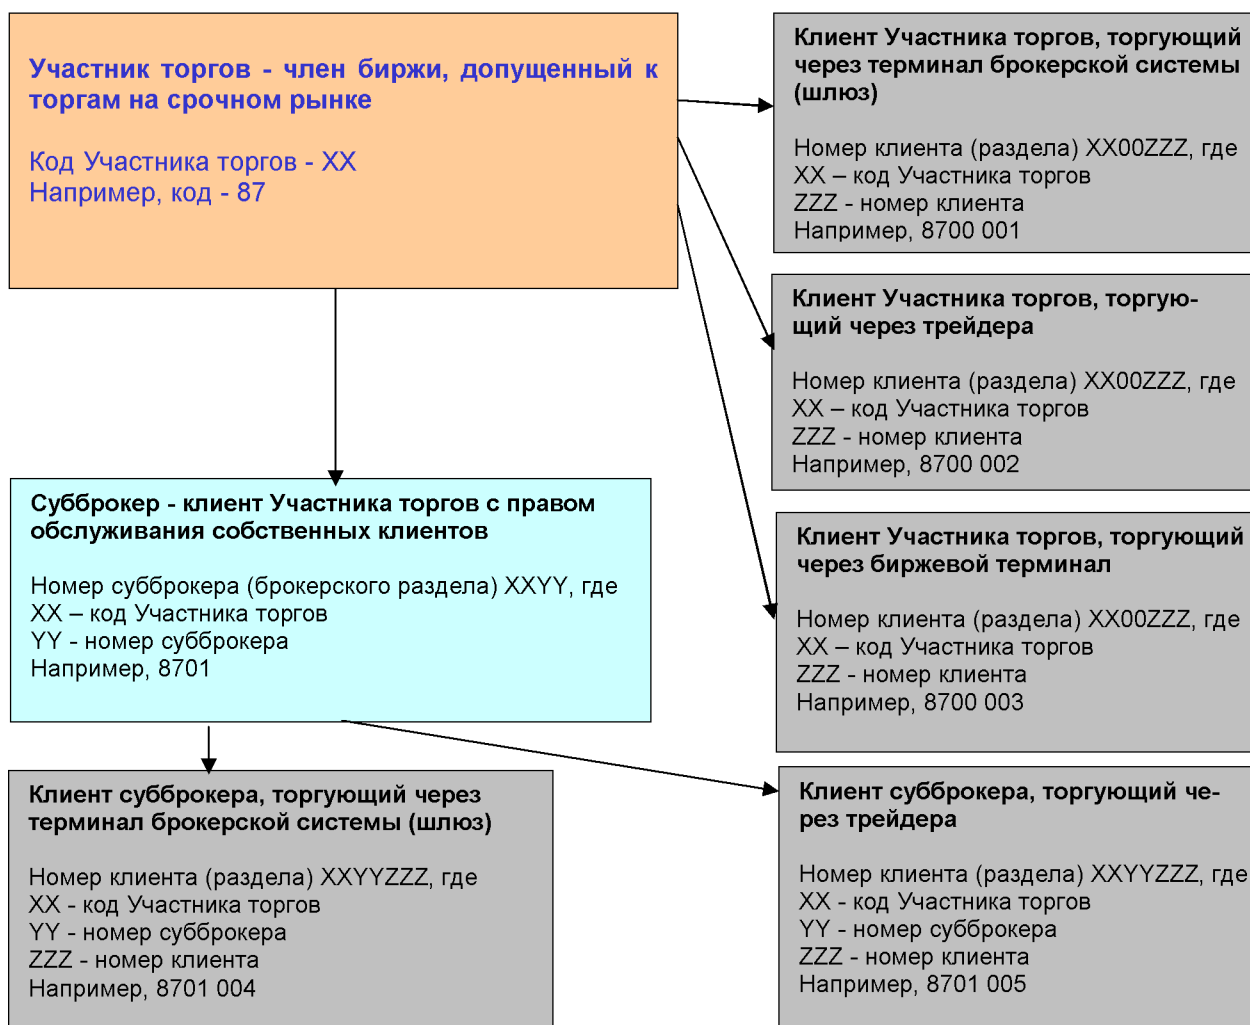 Участник торгов - член биржи, допущенный к
торгам на срочном рынке
Код Участника торгов - XX
Например, код - 87
Клиент Участника торгов, торгующий
через терминал брокерской системы
(шлюз)
Номер клиента (раздела) XX00ZZZ, где
XX – код Участника торгов
ZZZ - номер клиента
Например, 8700 001
Клиент Участника торгов, торгую-
щий через трейдера
Номер клиента (раздела) XX00ZZZ, где
XX – код Участника торгов
ZZZ - номер клиента
Например, 8700 002
Субброкер - клиент Участника торгов с правом
обслуживания собственных клиентов
Номер субброкера (брокерского раздела) XXYY, где
XX – код Участника торгов
YY - номер субброкера
Например, 8701
Клиент Участника торгов, торгующий
через биржевой терминал
Номер клиента (раздела) XX00ZZZ, где
XX – код Участника торгов
ZZZ - номер клиента
Например, 8700 003
Клиент субброкера, торгующий через
терминал брокерской системы (шлюз)
Номер клиента (раздела) XXYYZZZ, где
XX - код Участника торгов
YY - номер субброкера
ZZZ - номер клиента
Например, 8701 004
Клиент субброкера, торгующий че-
рез трейдера
Номер клиента (раздела) XXYYZZZ, где
XX - код Участника торгов
YY - номер субброкера
ZZZ - номер клиента
Например, 8701 005